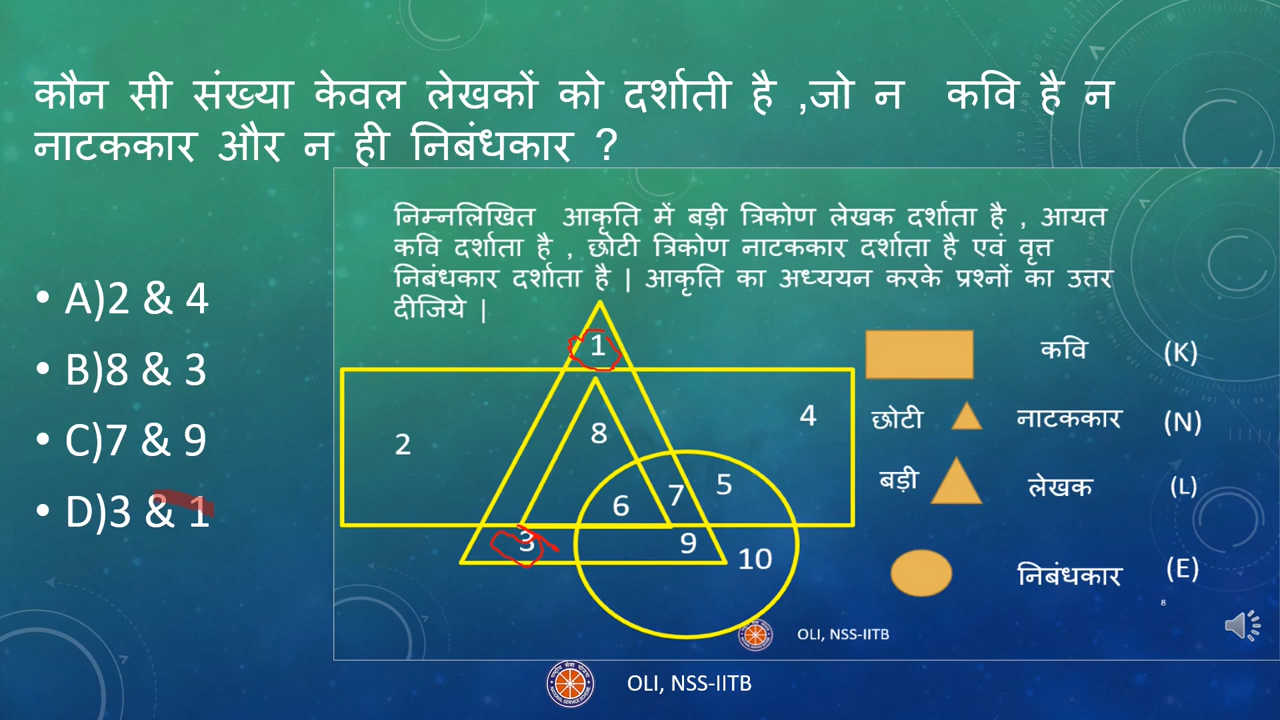 कौन सी संख्या केवल लेखकों को दर्शाती है ,जो न कवि है न
नाटककार और न ही निबंधकार ?
निम्नलिखित आकृति में बड़ी त्रिकोण लेखक दर्शाता है , आयत
कवि दर्शाता है , छोटी त्रिकोण नाटककार दर्शाता है एवं वृत्त
निबंधकार दर्शाता है | आकृति का अध्ययन करके प्रश्नों का उत्तर
दीजिये |
• A)2 & 4
• B)8 & 3
• C)7 & 9
• D)3 & 1
1
2
8
4
6
7
5
3
9
10
कवि (K)
छोटी नाटककार (N)
बड़ी लेखक (L)
निबंधकार (E)
8
OLI, NSS-IITB
OLI, NSS-IITB